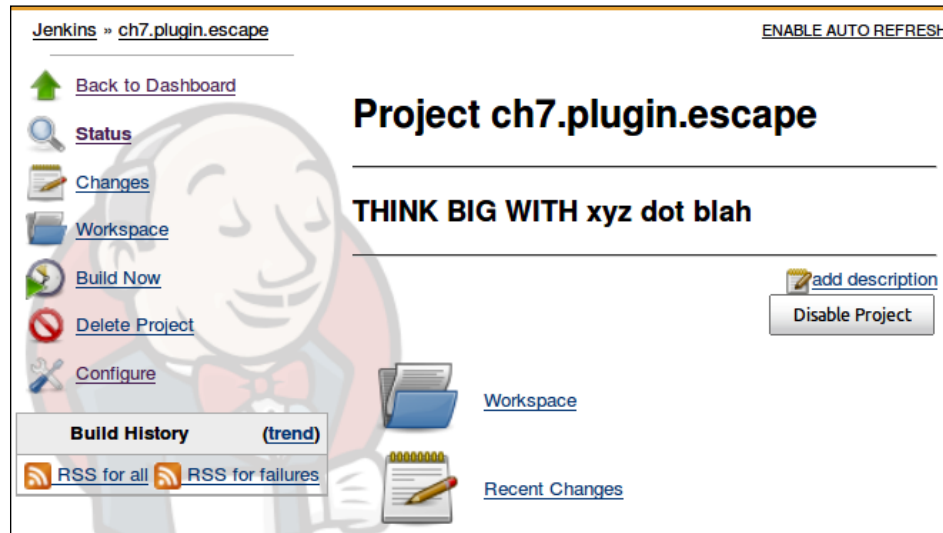 Jenkins » ch7.plugin.escape
ENABLE AUTO REFRESH
Back to Dashboard
Status
Changes
Workspace
Build Now
Delete Project
Configure
Build History (trend)
RSS for all RSS for failures
Project ch7.plugin.escape
THINK BIG WITH xyz dot blah
add description
Disable Project
Workspace
Recent Changes